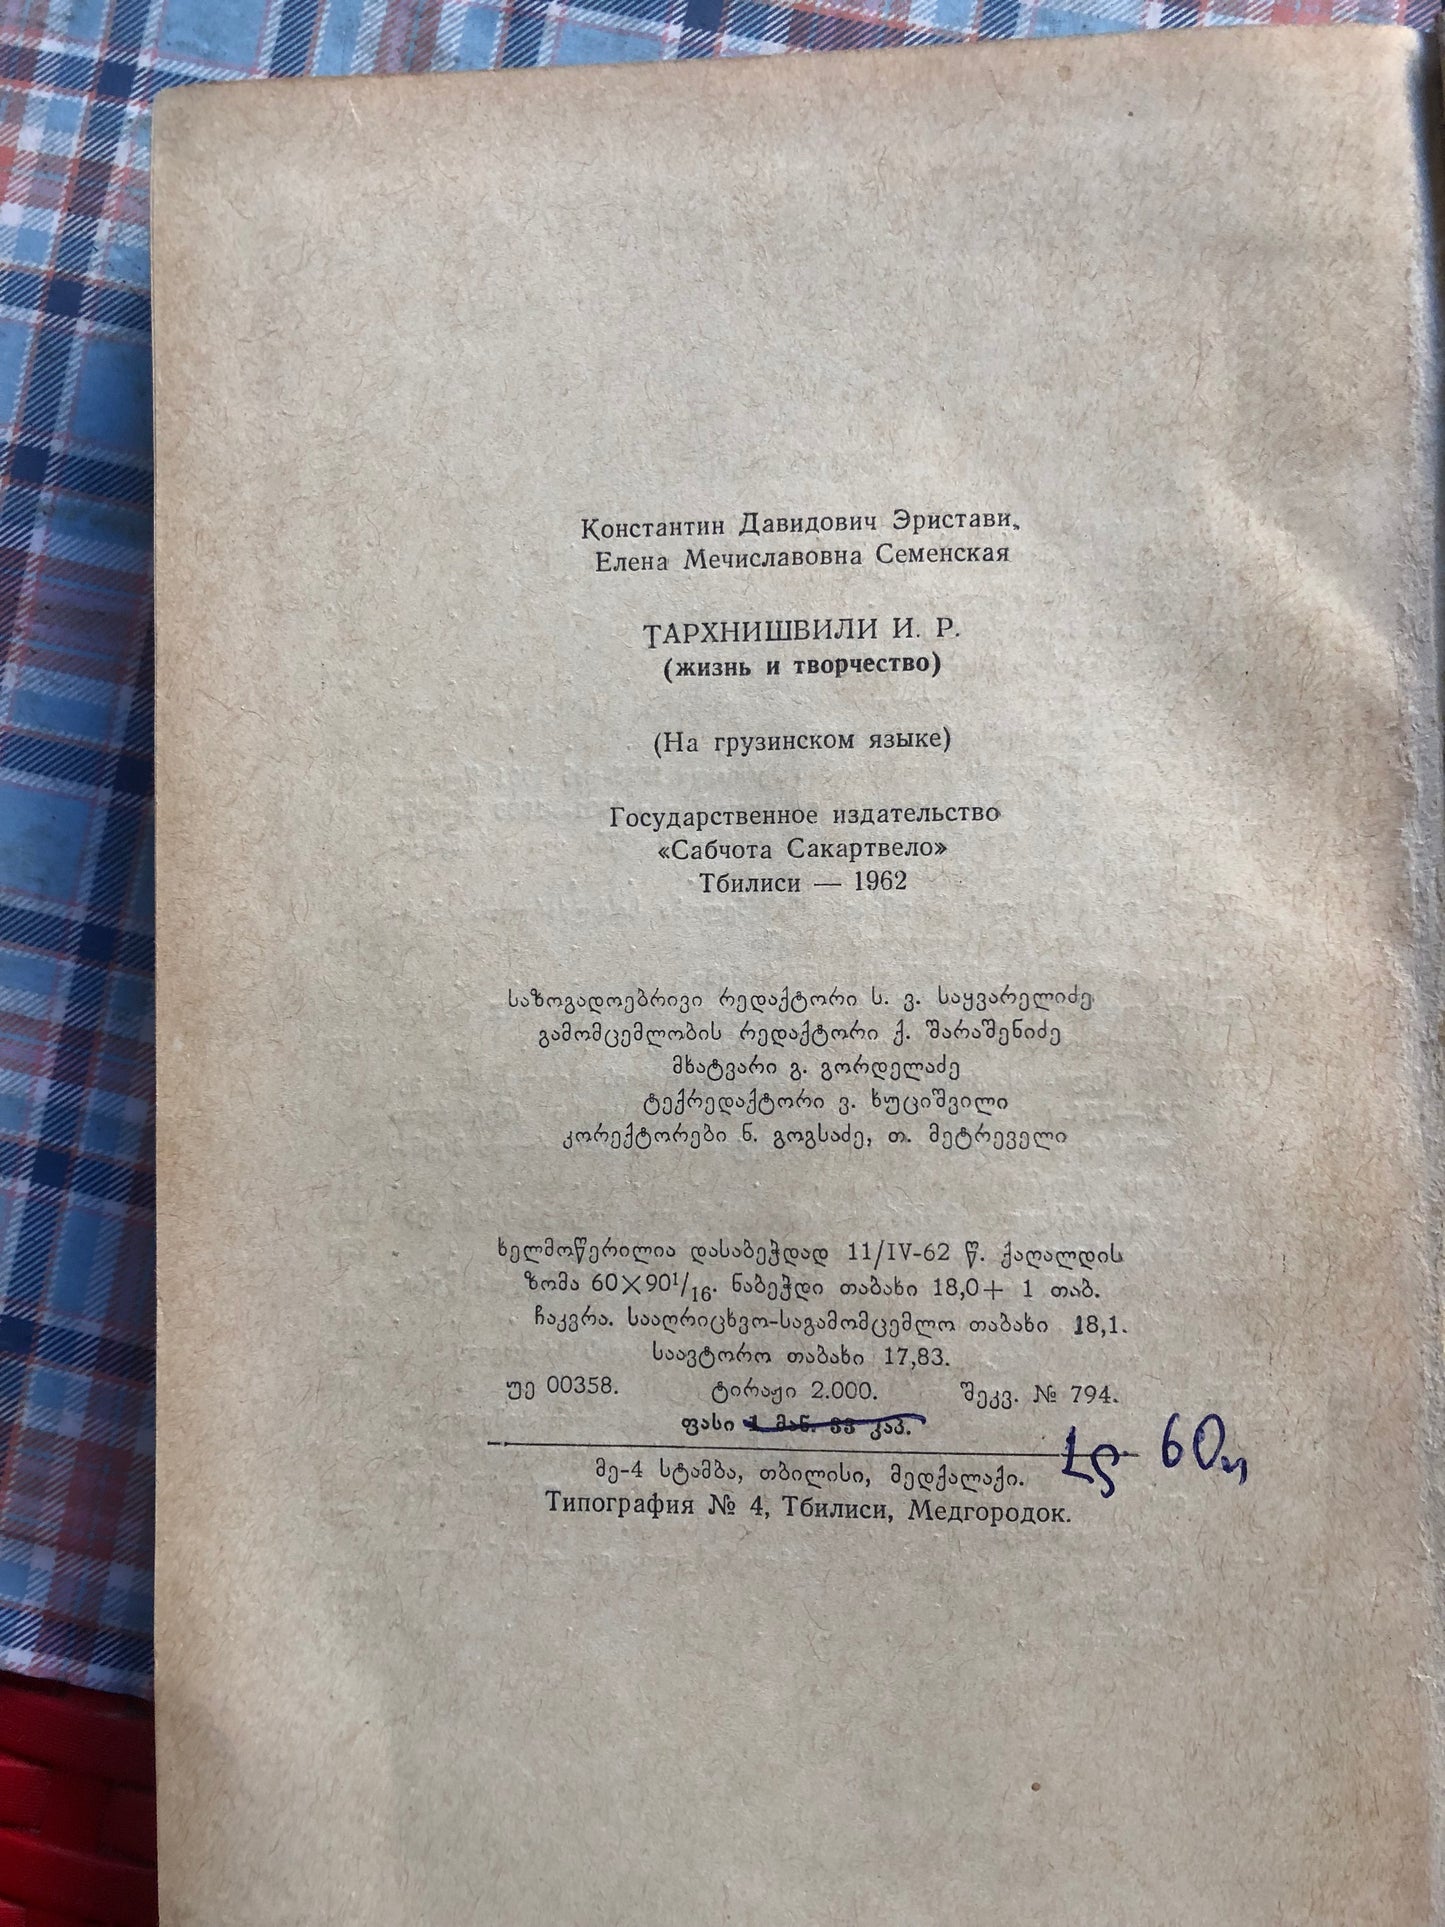 Константин Давидович Эристави,
Елена Мечиславовна Семенская
ТАРХНИШВИЛИ И. Р.
(жизнь и творчество)
(На грузинском языке)
Государственное издательство
«Сабчота Сакартвело»
Тбилиси — 1962
საზოგადოებრივი რედაქტორი ს. ვ. საყვარელიძე
გამომცემლობის რედაქტორი ქ. შარაშენიძე
მხატვარი გ. გორდელაძე
ტექრედაქტორი ვ. ხუციშვილი
კორექტორები ნ. გოგსაძე, თ. მეტრეველი
ხელმოწერილია დასაბეჭდად 11/IV-62 წ. ქაღალდის
ზომა 60×90¹/₁₆. ნაბეჭდი თაბახი 18,0+ 1 თაბ.
ჩაკვრა. სააღრიცხვო-საგამომცემლო თაბახი 18,1.
საავტორო თაბახი 17,83.
უე 00358. ტირაჟი 2.000. შეკვ. № 794.
ფასი 1 მან. 33 კაპ.
60
მე-4 სტამბა, თბილისი, მედქალაქი.
Типография № 4, Тбилиси, Медгородок.